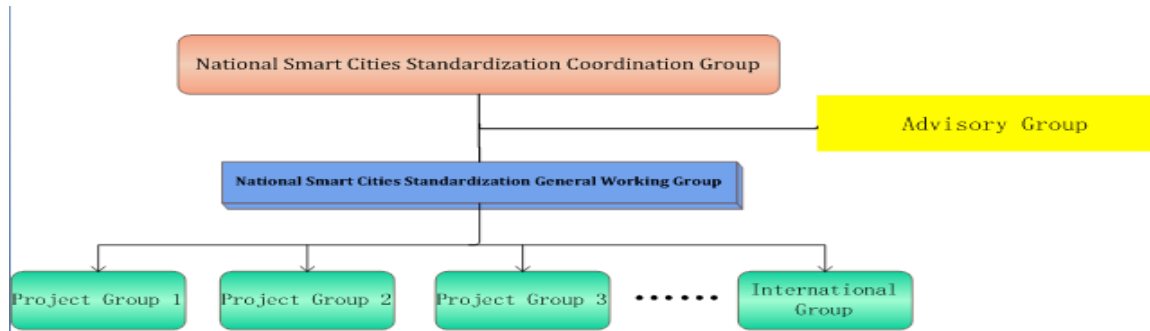 National Smart Cities Standardization Coordination Group
Advisory Group
National Smart Cities Standardization General Working Group
Project Group 1
Project Group 2
Project Group 3
······
International
Group